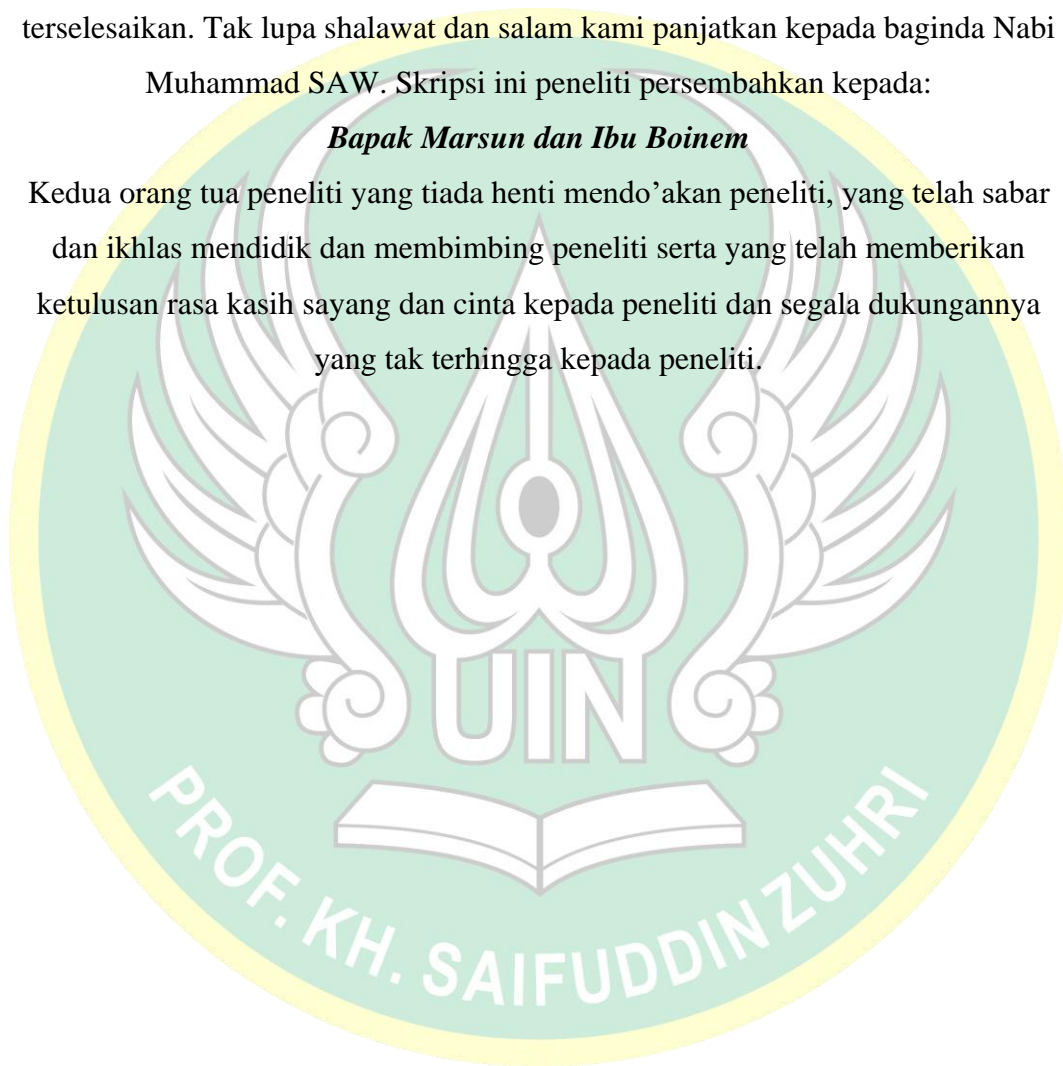 terselesaikan. Tak lupa shalawat dan salam kami panjatkan kepada baginda Nabi
Muhammad SAW. Skripsi ini peneliti persembahkan kepada:
Bapak Marsun dan Ibu Boinem
Kedua orang tua peneliti yang tiada henti mendo’akan peneliti, yang telah sabar
dan ikhlas mendidik dan membimbing peneliti serta yang telah memberikan
ketulusan rasa kasih sayang dan cinta kepada peneliti dan segala dukungannya
yang tak terhingga kepada peneliti.
UIN
PROF. KH. SAIFUDDIN ZUHRI